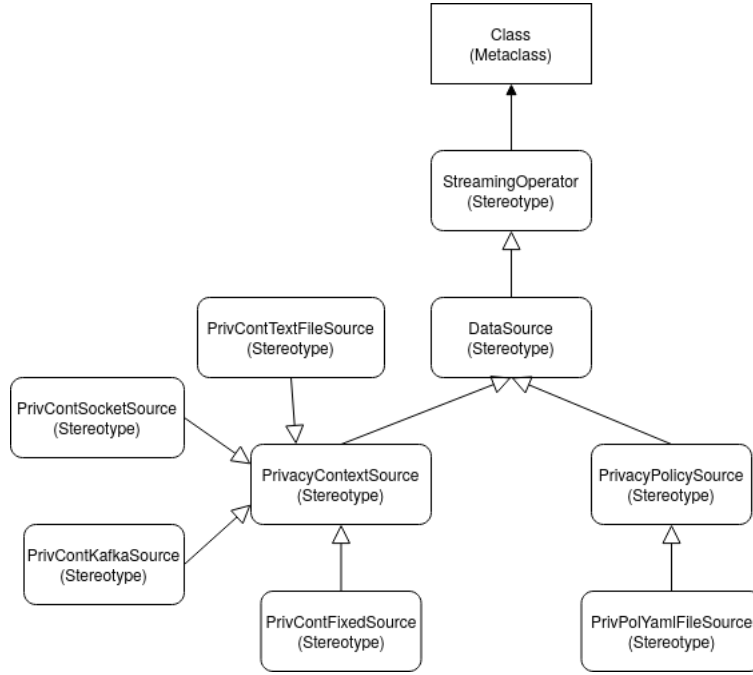 Class
(Metaclass)
StreamingOperator
(Stereotype)
PrivContTextFileSource
(Stereotype)
DataSource
(Stereotype)
PrivContSocketSource
(Stereotype)
PrivacyContextSource
(Stereotype)
PrivacyPolicySource
(Stereotype)
PrivContKafkaSource
(Stereotype)
PrivContFixedSource
(Stereotype)
PrivPolYamlFileSource
(Stereotype)